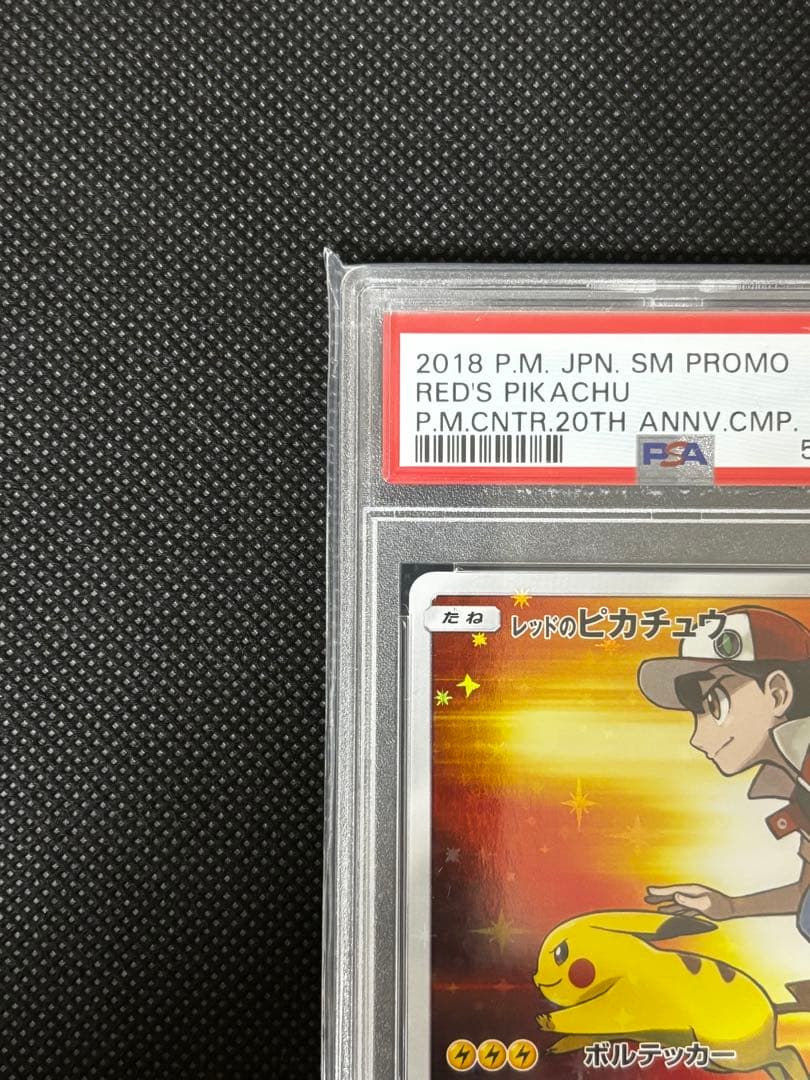 2018 P.M. JPN. SM PROMO
RED'S PIKACHU
P.M.CNTR.20TH ANNV.CMP.
PSA
5
たね レッドのピカチュウ
ボルテッカー